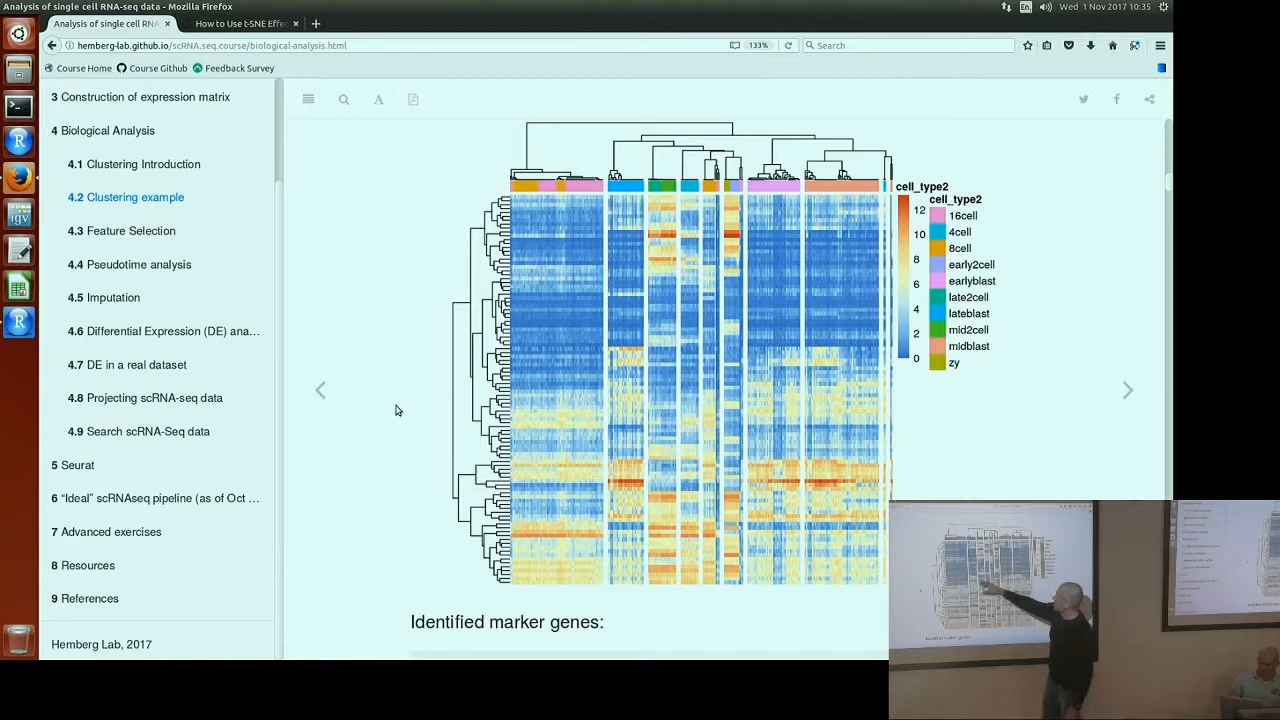 Analysis of single cell RNA-seq data - Mozilla Firefox
En
Wed 1 Nov 2017 10:35
Analysis of single cell RNA ×
How to Use t-SNE Effec ×
hemberg-lab.github.io/scRNA.seq.course/biological-analysis.html
133%
Search
Course Home
Course Github
Feedback Survey
3 Construction of expression matrix
4 Biological Analysis
4.1 Clustering Introduction
4.2 Clustering example
4.3 Feature Selection
4.4 Pseudotime analysis
4.5 Imputation
4.6 Differential Expression (DE) ana…
4.7 DE in a real dataset
4.8 Projecting scRNA-seq data
4.9 Search scRNA-Seq data
5 Seurat
6 “Ideal” scRNAseq pipeline (as of Oct …
7 Advanced exercises
8 Resources
9 References
Hemberg Lab, 2017
IGV
A
cell_type2
12
10
8
6
4
2
0
cell_type2
16cell
4cell
8cell
early2cell
earlyblast
late2cell
lateblast
mid2cell
midblast
zy
Identified marker genes: